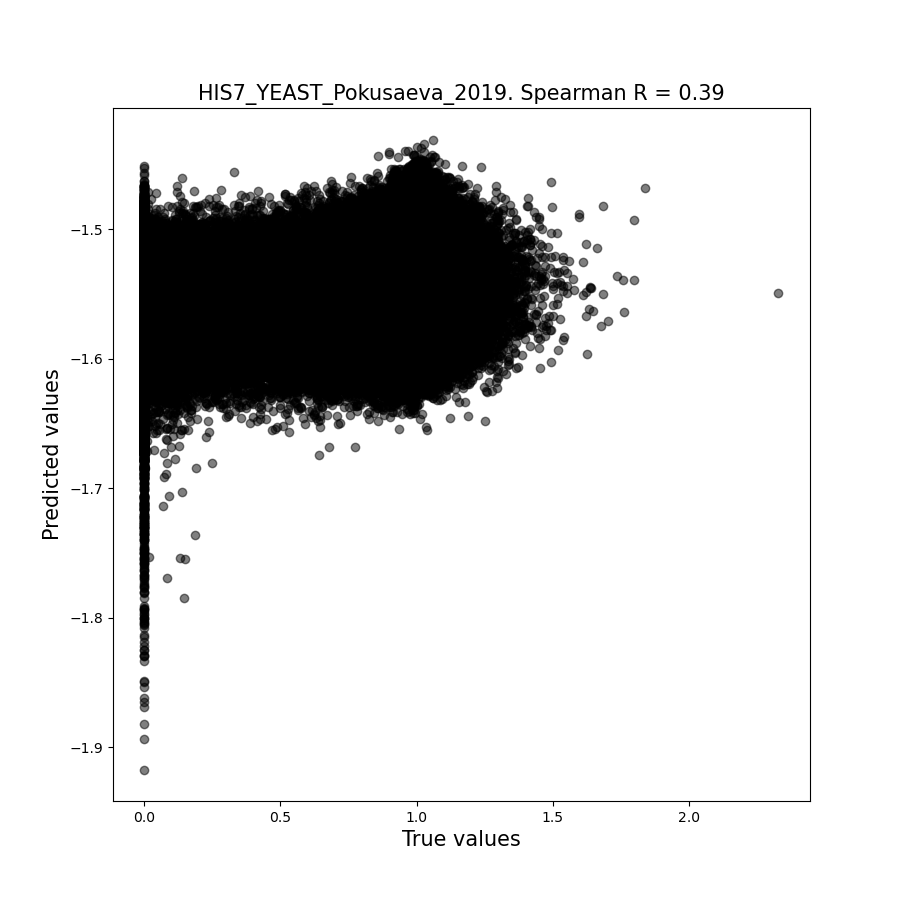 HIS7_YEAST_Pokusaeva_2019. Spearman R = 0.39
Predicted values
−1.5
−1.6
−1.7
−1.8
−1.9
0.0 0.5 1.0 1.5 2.0
True values